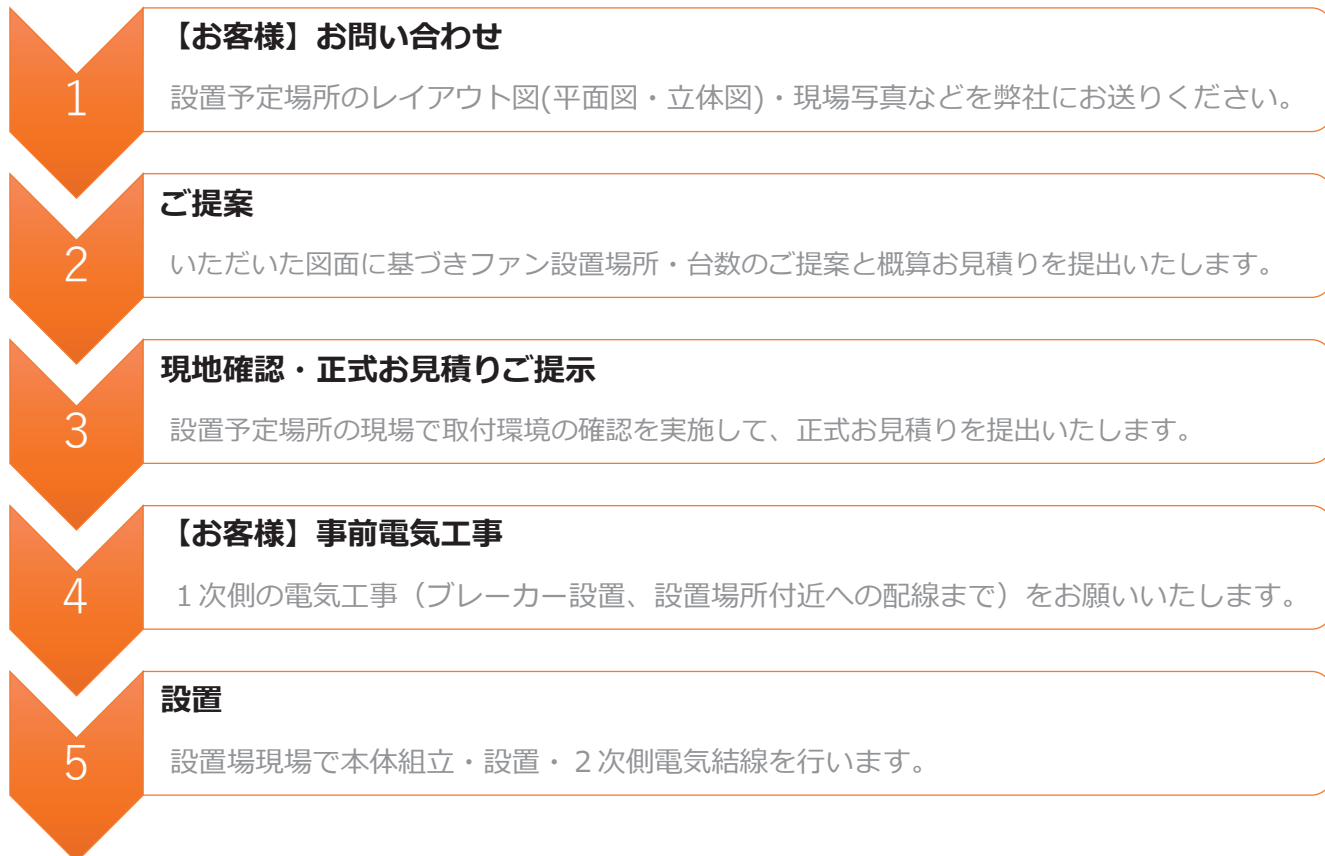 【お客様】お問い合わせ
1
設置予定場所のレイアウト図(平面図・立体図)・現場写真などを弊社にお送りください。
ご提案
2
いただいた図面に基づきファン設置場所・台数のご提案と概算お見積りを提出いたします。
現地確認・正式お見積りご提示
3
設置予定場所の現場で取付環境の確認を実施して、正式お見積りを提出いたします。
【お客様】事前電気工事
4
１次側の電気工事（ブレーカー設置、設置場所付近への配線まで）をお願いいたします。
設置
5
設置場現場で本体組立・設置・２次側電気結線を行います。